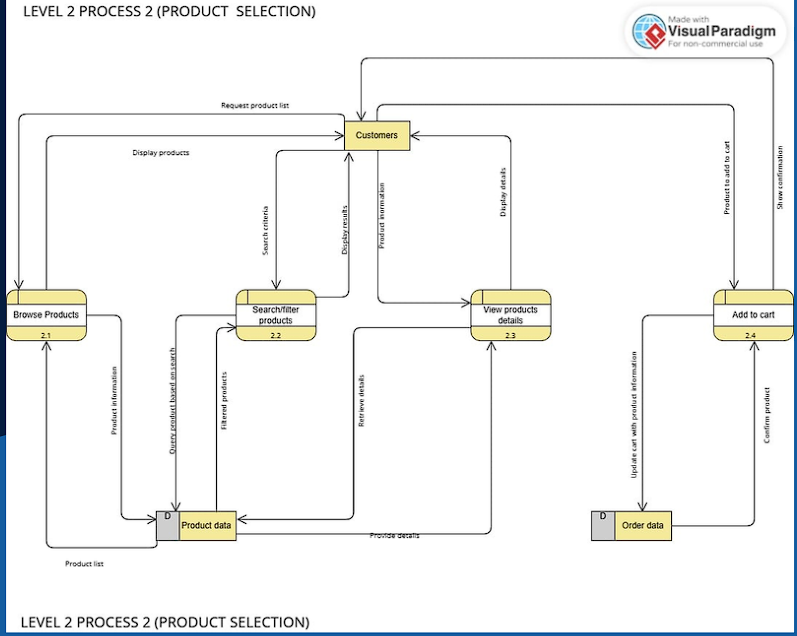 LEVEL 2 PROCESS 2 (PRODUCT SELECTION)
Made with
Visual Paradigm
For non-commercial use
Request product list
Customers
Display products
Search criteria
Display results
Product inormation
Display details
Product to add to cart
Show confirmation
Browse Products
2.1
Search/filter
products
2.2
View products
details
2.3
Add to cart
2.4
Product information
Query product based on search
Filtered products
Retrieve details
Update cart with product information
Confirm product
D
Product data
Provide details
D
Order data
Product list
LEVEL 2 PROCESS 2 (PRODUCT SELECTION)